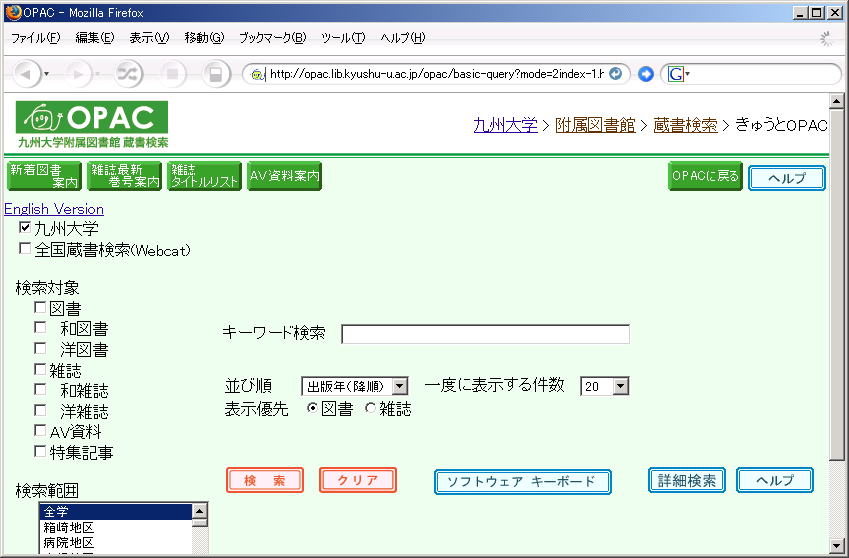 OPAC - Mozilla Firefox
ファイル(F) 編集(E) 表示(V) 移動(G) ブックマーク(B) ツール(T) ヘルプ(H)
http://opac.lib.kyushu-u.ac.jp/opac/basic-query?mode=2index-1.h
G
OPAC
九州大学附属図書館 蔵書検索
九州大学 > 附属図書館 > 蔵書検索 > きゅうとOPAC
新着図書
案内
雑誌最新
巻号案内
雑誌
タイトルリスト
AV資料案内
OPACに戻る
ヘルプ
English Version
九州大学
全国蔵書検索(Webcat)
検索対象
図書
和図書
洋図書
雑誌
和雑誌
洋雑誌
AV資料
特集記事
キーワード検索
並び順 出版年(降順) 一度に表示する件数 20
表示優先 図書 雑誌
検 索 クリア ソフトウェア キーボード 詳細検索 ヘルプ
検索範囲
全学
箱崎地区
病院地区